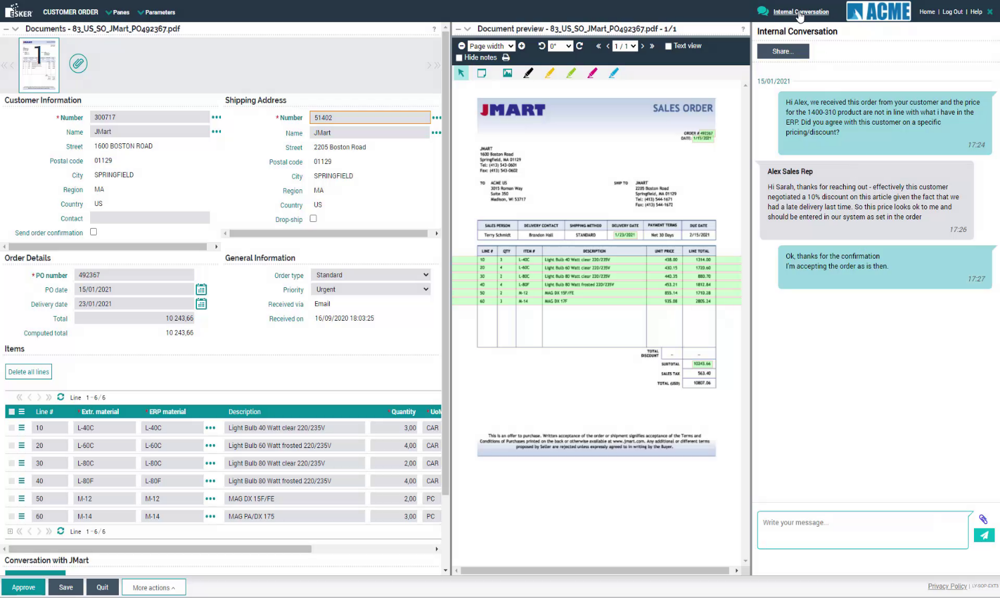 ESKER
CUSTOMER ORDER
Panes
Parameters
Internal Conversation
ACME
Home | Log Out | Help
Documents - 83_US_SO_JMart_PO492367.pdf
?
1
Customer Information
* Number 300717
Name JMart
Street 1600 BOSTON ROAD
Postal code 01129
City SPRINGFIELD
Region MA
Country US
Contact
Send order confirmation
Shipping Address
* Number 51402
Name JMart
Street 2205 Boston Road
Postal code 01129
City SPRINGFIELD
Region MA
Country US
Drop-ship
Order Details
* PO number 492367
PO date 15/01/2021
Delivery date 23/01/2021
Total 10 243,66
Computed total 10 243,66
General Information
Order type Standard
Priority Urgent
Received via Email
Received on 16/09/2020 18:03:25
Items
Delete all lines
Line 1-6/6
Line # * Extr. material * ERP material Description * Quantity * UoM
10 L-40C L-40C Light Bulb 40 Watt clear 220/235V 3,00 CAR
20 L-60C L-60C Light Bulb 60 Watt frosted 220/235V 4,00 CAR
30 L-80C L-80C Light Bulb 80 Watt clear 220/235V 2,00 CAR
40 L-80F L-80F Light Bulb 80 Watt frosted 220/235V 4,00 CAR
50 M-12 M-12 MAG DX 15F/FE 2,00 PC
60 M-14 M-14 MAG PA/DX 175 3,00 PC
Line 1-6/6
Conversation with JMart
Approve
Save
Quit
More actions
Document preview - 83_US_SO_JMart_PO492367.pdf - 1/1
?
Page width
0°
1 / 1
Text view
Hide notes
JMART
SALES ORDER
ORDER # 492367
DATE: 1/15/2021
JMART
1600 Boston Road
Springfield, MA 01129
Tel: (413) 543-0601
Fax: (413) 543-0602
TO ACME US
3015 Roman Way
Suite 350
Madison, WI 53717
SHIP TO JMART
2205 Boston Road
Springfield, MA 01129
Tel: (413) 544-1671
Fax: (413) 544-1672
SALES PERSON DELIVERY CONTACT SHIPPING METHOD DELIVERY DATE PAYMENT TERMS DUE DATE
Terry Schmidt Brandon Hall STANDARD 1/23/2021 Net 30 Days 2/15/2021
LINE # QTY ITEM # DESCRIPTION UNIT PRICE LINE TOTAL
10 3 L-40C Light Bulb 40 Watt clear 220/235V 438.00 1314.00
20 4 L-60C Light Bulb 60 Watt clear 220/235V 430.15 1720.60
30 2 L-80C Light Bulb 80 Watt clear 220/235V 440.35 880.70
40 4 L-80F Light Bulb 80 Watt frosted 220/235V 453.21 1812.84
50 2 M-12 MAG DX 15F/FE 855.14 1710.28
60 3 M-14 MAG DX 17F 935.08 2805.24
TOTAL DISCOUNT - -
SUBTOTAL 10243.66
SALES TAX 563.40
TOTAL (USD) 10807.06
This is an offer to purchase. Written acceptance of the order or shipment signifies acceptance of the Terms and
Conditions of Purchases printed on the back or otherwise available at www.jmart.com. Any additional or different terms
proposed by Seller are rejected unless expressly agreed to in writing by the Buyer.
Internal Conversation
Share...
15/01/2021
Hi Alex, we received this order from your customer and the price
for the 1400-310 product are not in line with what i have in the
ERP. Did you agree with this customer on a specific
pricing/discount?
17:24
Alex Sales Rep
Hi Sarah, thanks for reaching out - effectively this customer
negotiated a 10% discount on this article given the fact that we
had a late delivery last time. So this price looks ok to me and
should be entered in our system as set in the order
17:26
Ok, thanks for the confirmation
I'm accepting the order as is then.
17:27
Write your message...
Privacy Policy | LY-SOP-EXT3